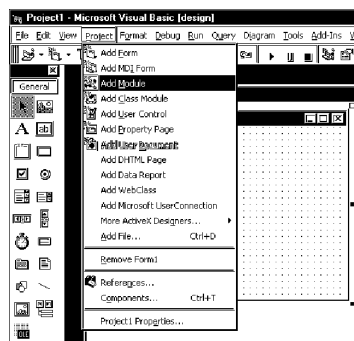 Project1 - Microsoft Visual Basic [design]
File Edit View Project Format Debug Run Query Diagram Tools Add-Ins
General
Add Form
Add MDI Form
Add Module
Add Class Module
Add User Control
Add Property Page
Add User Document
Add DHTML Page
Add Data Report
Add WebClass
Add Microsoft UserConnection
More ActiveX Designers...
Add File... Ctrl+D
Remove Form1
References...
Components... Ctrl+T
Project1 Properties...